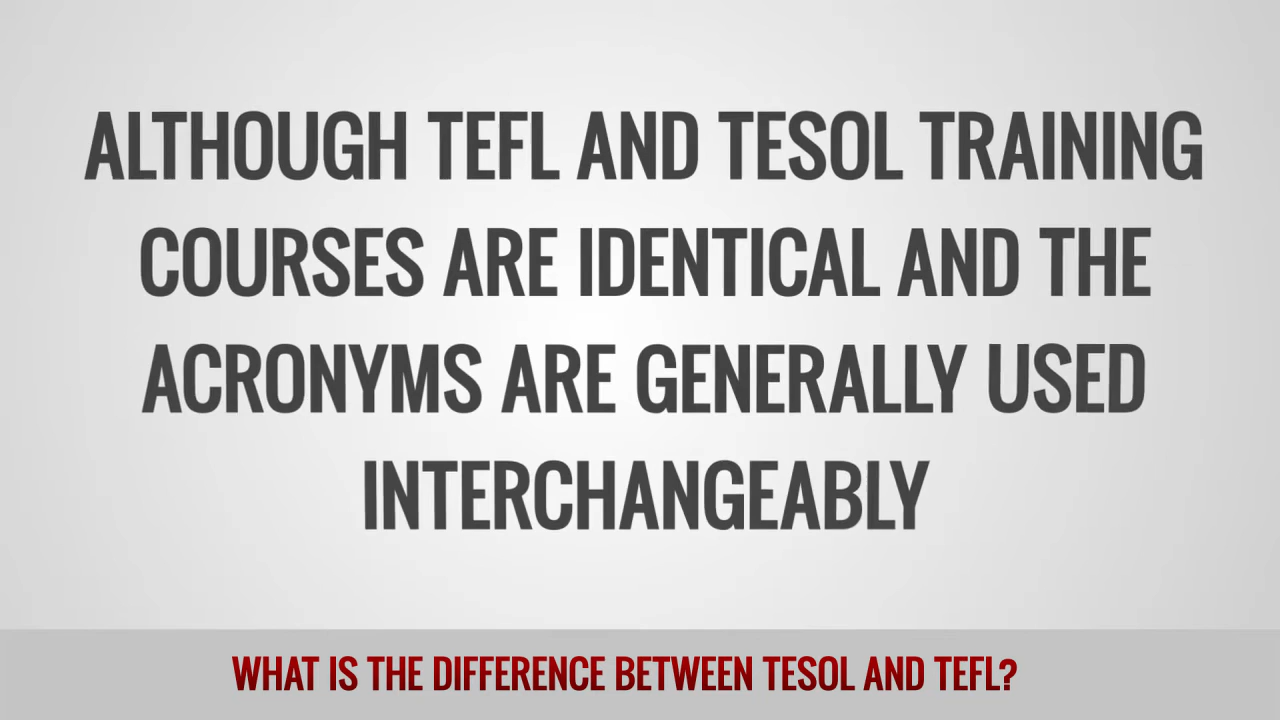 ALTHOUGH TEFL AND TESOL TRAINING
COURSES ARE IDENTICAL AND THE
ACRONYMS ARE GENERALLY USED
INTERCHANGEABLY
WHAT IS THE DIFFERENCE BETWEEN TESOL AND TEFL?